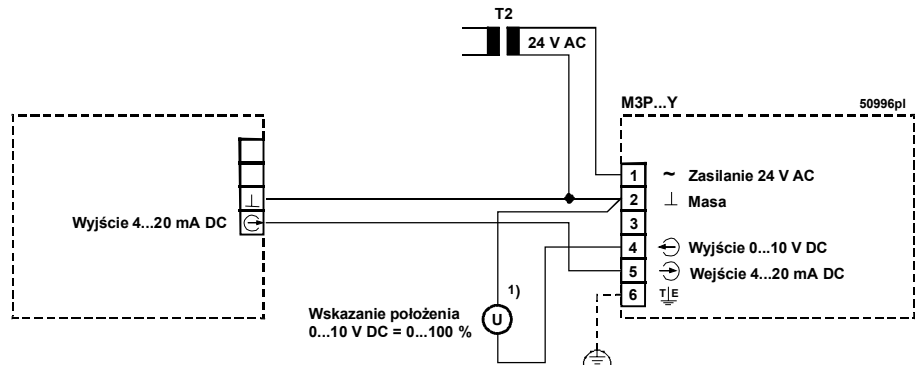 T2
24 V AC
M3P...Y
50996pl
1 ~ Zasilanie 24 V AC
2 ⊥ Masa
3
4 Wyjście 0...10 V DC
5 Wejście 4...20 mA DC
6 T E
⊥
Wyjście 4...20 mA DC
1)
U
Wskazanie położenia
0...10 V DC = 0...100 %